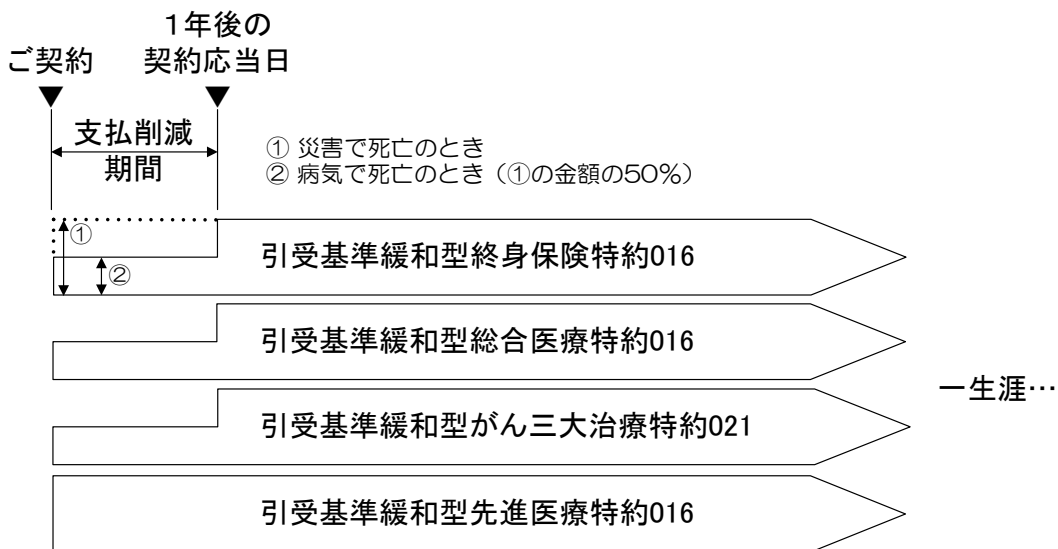 1年後の
ご契約 契約応当日
支払削減
期間
① 災害で死亡のとき
② 病気で死亡のとき（①の金額の50％）
①
②
引受基準緩和型終身保険特約016
引受基準緩和型総合医療特約016
一生涯…
引受基準緩和型がん三大治療特約021
引受基準緩和型先進医療特約016